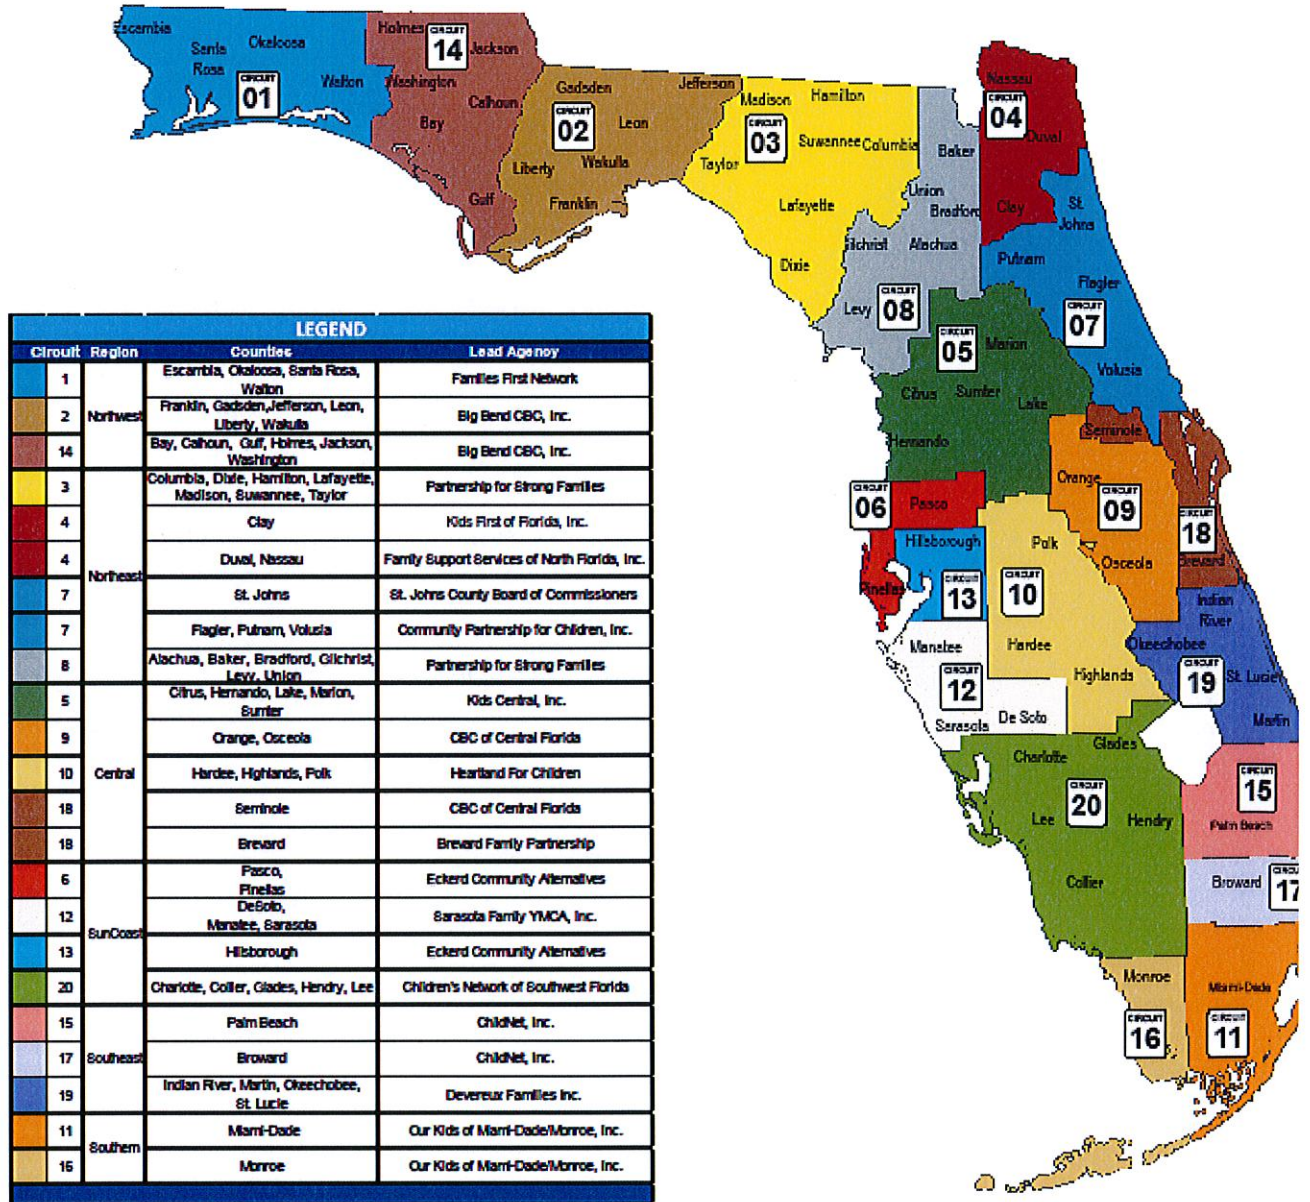 Escambia
Santa
Rosa
Okaloosa
Walton
CIRCUIT
01
Holmes
CIRCUIT
14
Jackson
Washington
Calhoun
Bay
Gulf
Gadsden
Jefferson
CIRCUIT
02
Leon
Liberty
Wakulla
Franklin
Madison
Hamilton
CIRCUIT
03
Suwannee
Columbia
Taylor
Lafayette
Dixie
Baker
Union
Bradford
Gilchrist
Alachua
Levy
CIRCUIT
08
Nassau
CIRCUIT
04
Duval
Clay
St.
Johns
Putnam
Flagler
CIRCUIT
07
Volusia
CIRCUIT
05
Marion
Citrus
Sumter
Lake
Hernando
Seminole
Orange
CIRCUIT
09
Osceola
CIRCUIT
18
Brevard
CIRCUIT
06
Pasco
Pinellas
Hillsborough
CIRCUIT
13
Polk
CIRCUIT
10
Hardee
Highlands
Manatee
CIRCUIT
12
Sarasota
De Soto
Indian
River
Okeechobee
CIRCUIT
19
St. Lucie
Martin
Charlotte
Glades
CIRCUIT
20
Lee
Hendry
Collier
CIRCUIT
15
Palm Beach
Broward
17
Monroe
CIRCUIT
16
Miami-Dade
CIRCUIT
11
LEGEND
Circuit Region Counties Lead Agency
Northwest
1 Escambia, Okaloosa, Santa Rosa,
Walton Families First Network
2 Franklin, Gadsden,Jefferson, Leon,
Liberty, Wakulla Big Bend CBC, Inc.
14 Bay, Calhoun, Gulf, Holmes, Jackson,
Washington Big Bend CBC, Inc.
Northeast
3 Columbia, Dixie, Hamilton, Lafayette,
Madison, Suwannee, Taylor Partnership for Strong Families
4 Clay Kids First of Florida, Inc.
4 Duval, Nassau Family Support Services of North Florida, Inc.
7 St. Johns St. Johns County Board of Commissioners
7 Flagler, Putnam, Volusia Community Partnership for Children, Inc.
8 Alachua, Baker, Bradford, Gilchrist,
Levy, Union Partnership for Strong Families
Central
5 Citrus, Hernando, Lake, Marion,
Sumter Kids Central, Inc.
9 Orange, Osceola CBC of Central Florida
10 Hardee, Highlands, Polk Heartland For Children
18 Seminole CBC of Central Florida
18 Brevard Brevard Family Partnership
SunCoast
6 Pasco,
Pinellas Eckerd Community Alternatives
12 DeSoto,
Manatee, Sarasota Sarasota Family YMCA, Inc.
13 Hillsborough Eckerd Community Alternatives
20 Charlotte, Collier, Glades, Hendry, Lee Children's Network of Southwest Florida
Southeast
15 Palm Beach ChildNet, Inc.
17 Broward ChildNet, Inc.
19 Indian River, Martin, Okeechobee,
St. Lucie Devereux Families Inc.
Southern
11 Miami-Dade Our Kids of Miami-Dade/Monroe, Inc.
16 Monroe Our Kids of Miami-Dade/Monroe, Inc.